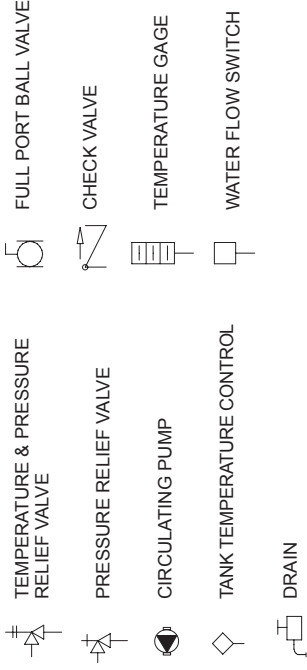 TEMPERATURE & PRESSURE
RELIEF VALVE
PRESSURE RELIEF VALVE
CIRCULATING PUMP
TANK TEMPERATURE CONTROL
DRAIN
FULL PORT BALL VALVE
CHECK VALVE
TEMPERATURE GAGE
WATER FLOW SWITCH